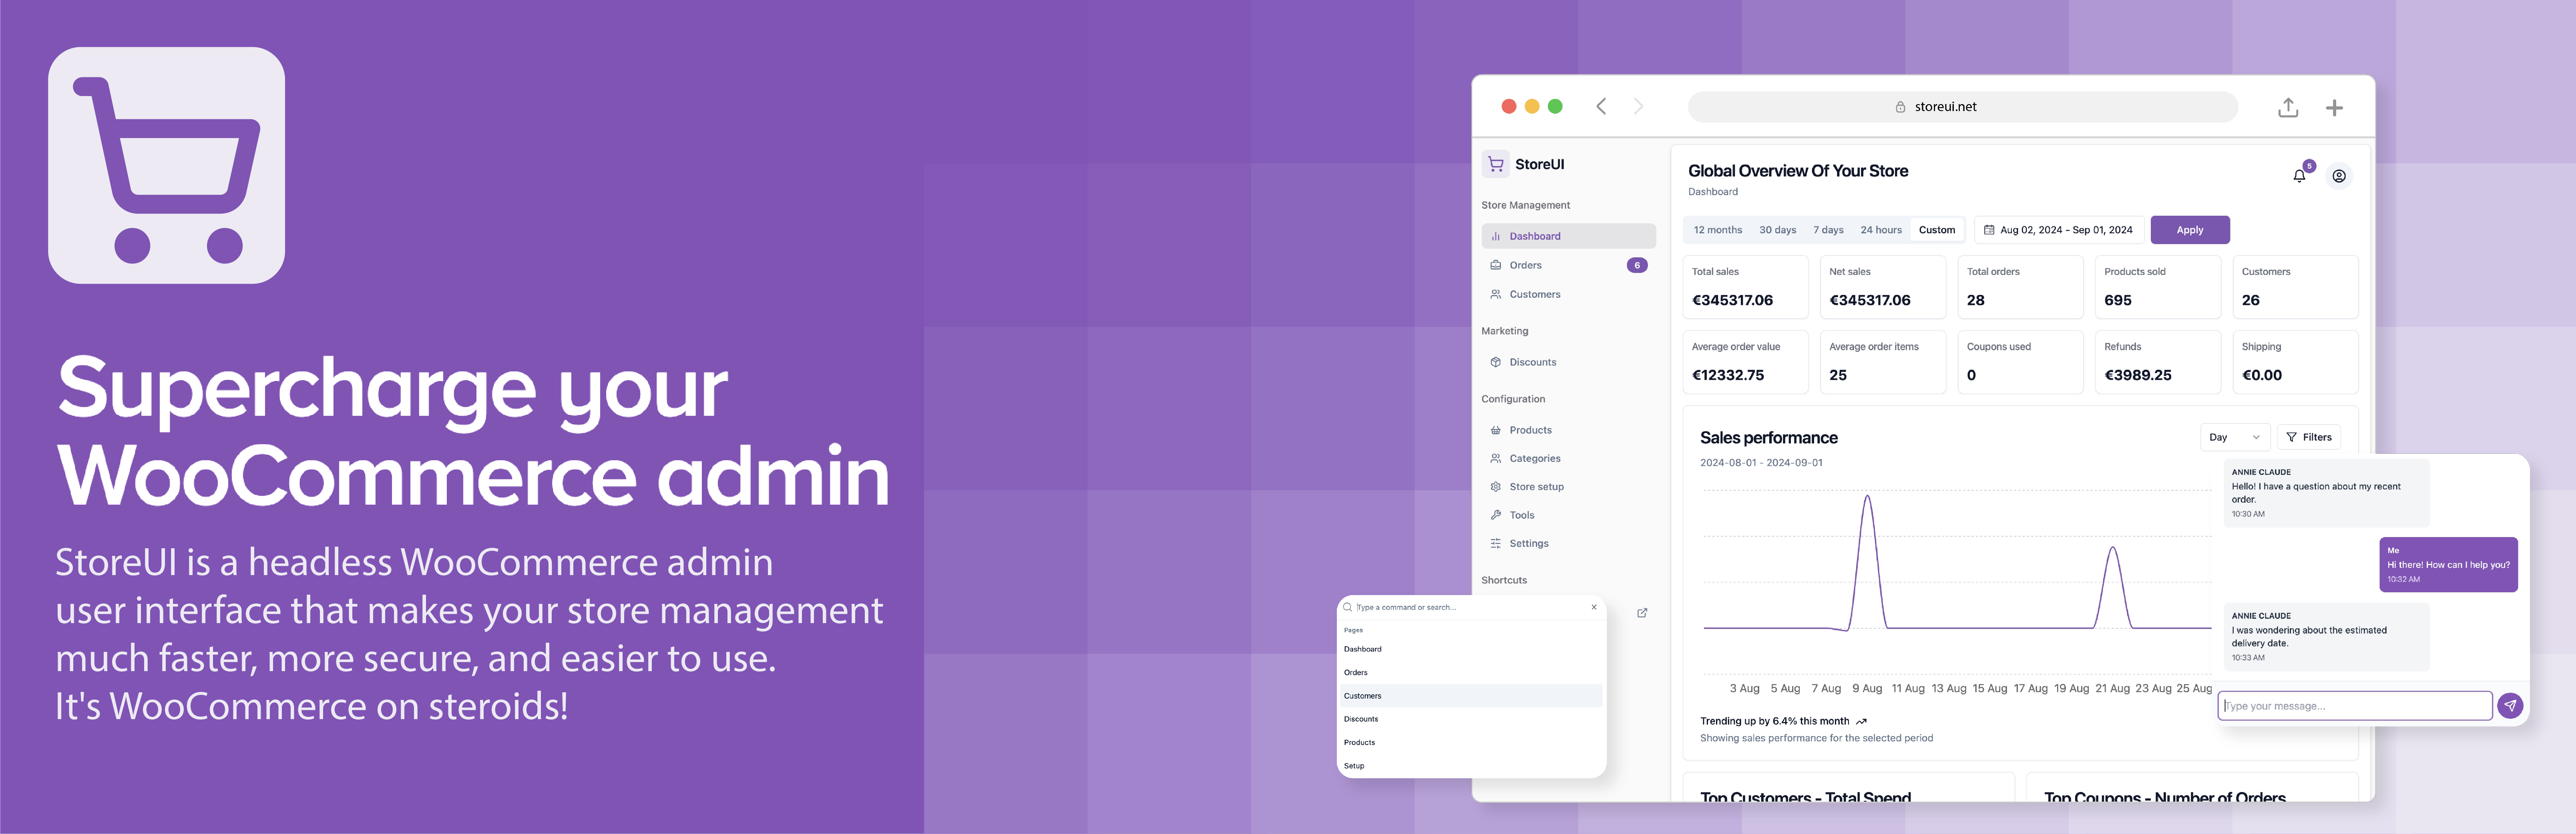 Supercharge your
WooCommerce admin
StoreUI is a headless WooCommerce admin
user interface that makes your store management
much faster, more secure, and easier to use.
It's WooCommerce on steroids!
storeui.net
StoreUI
Store Management
Dashboard
Orders 6
Customers
Marketing
Discounts
Configuration
Products
Categories
Store setup
Tools
Settings
Shortcuts
Type a command or search...
Pages
Dashboard
Orders
Customers
Discounts
Products
Setup
Global Overview Of Your Store
5
Dashboard
12 months 30 days 7 days 24 hours Custom Aug 02, 2024 - Sep 01, 2024 Apply
Total sales Net sales Total orders Products sold Customers
€345317.06 €345317.06 28 695 26
Average order value Average order items Coupons used Refunds Shipping
€12332.75 25 0 €3989.25 €0.00
Sales performance
Day Filters
2024-08-01 - 2024-09-01
3 Aug 5 Aug 7 Aug 9 Aug 11 Aug 13 Aug 15 Aug 17 Aug 19 Aug 21 Aug 23 Aug 25 Aug
Trending up by 6.4% this month
Showing sales performance for the selected period
Top Customers - Total Spend
Top Coupons - Number of Orders
ANNIE CLAUDE
Hello! I have a question about my recent
order.
10:30 AM
Me
Hi there! How can I help you?
10:32 AM
ANNIE CLAUDE
I was wondering about the estimated
delivery date.
10:33 AM
Type your message...